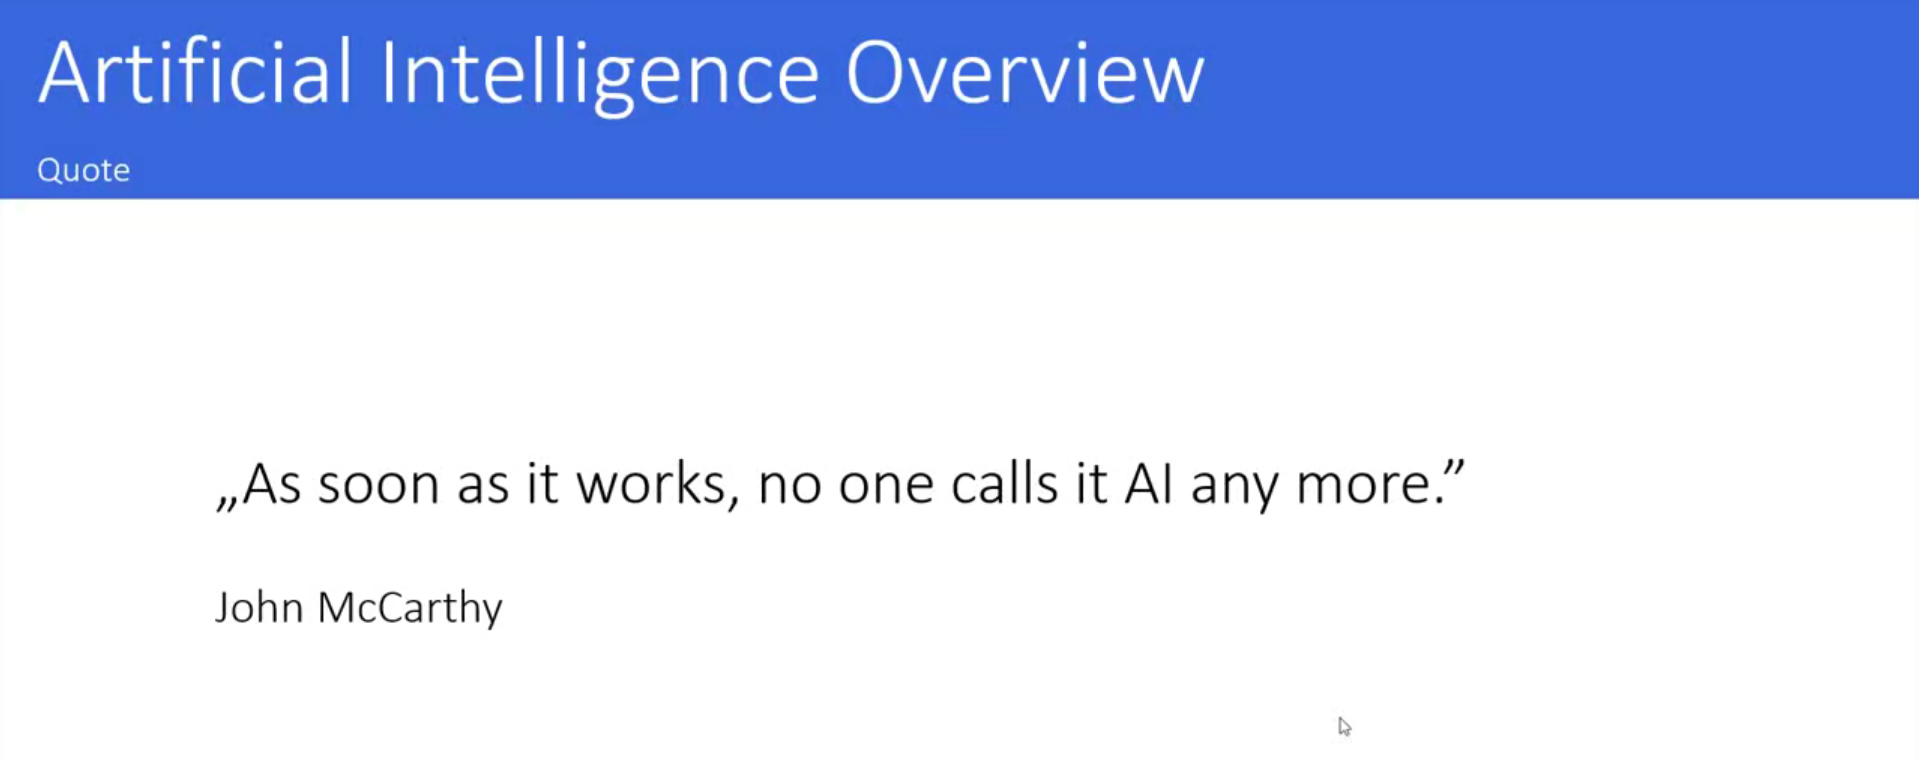 Artificial Intelligence Overview
Quote
„As soon as it works, no one calls it AI any more.”
John McCarthy